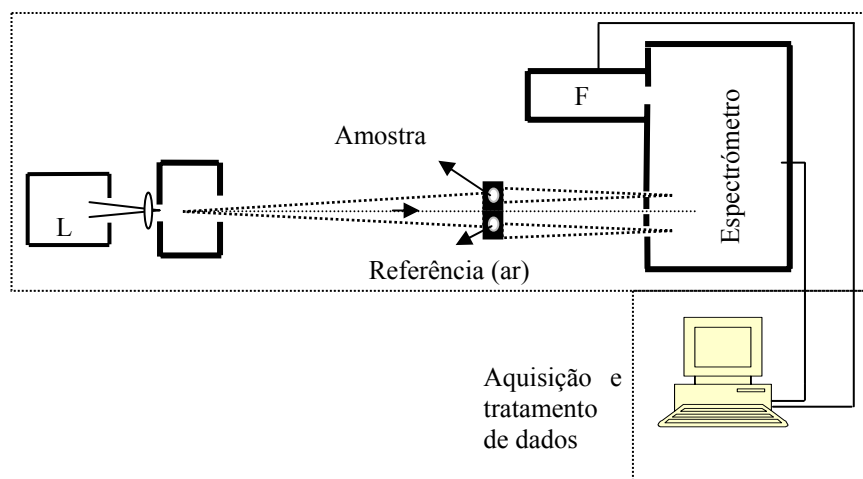 F
Amostra
Espectrómetro
L
Referência (ar)
Aquisição e
tratamento
de dados